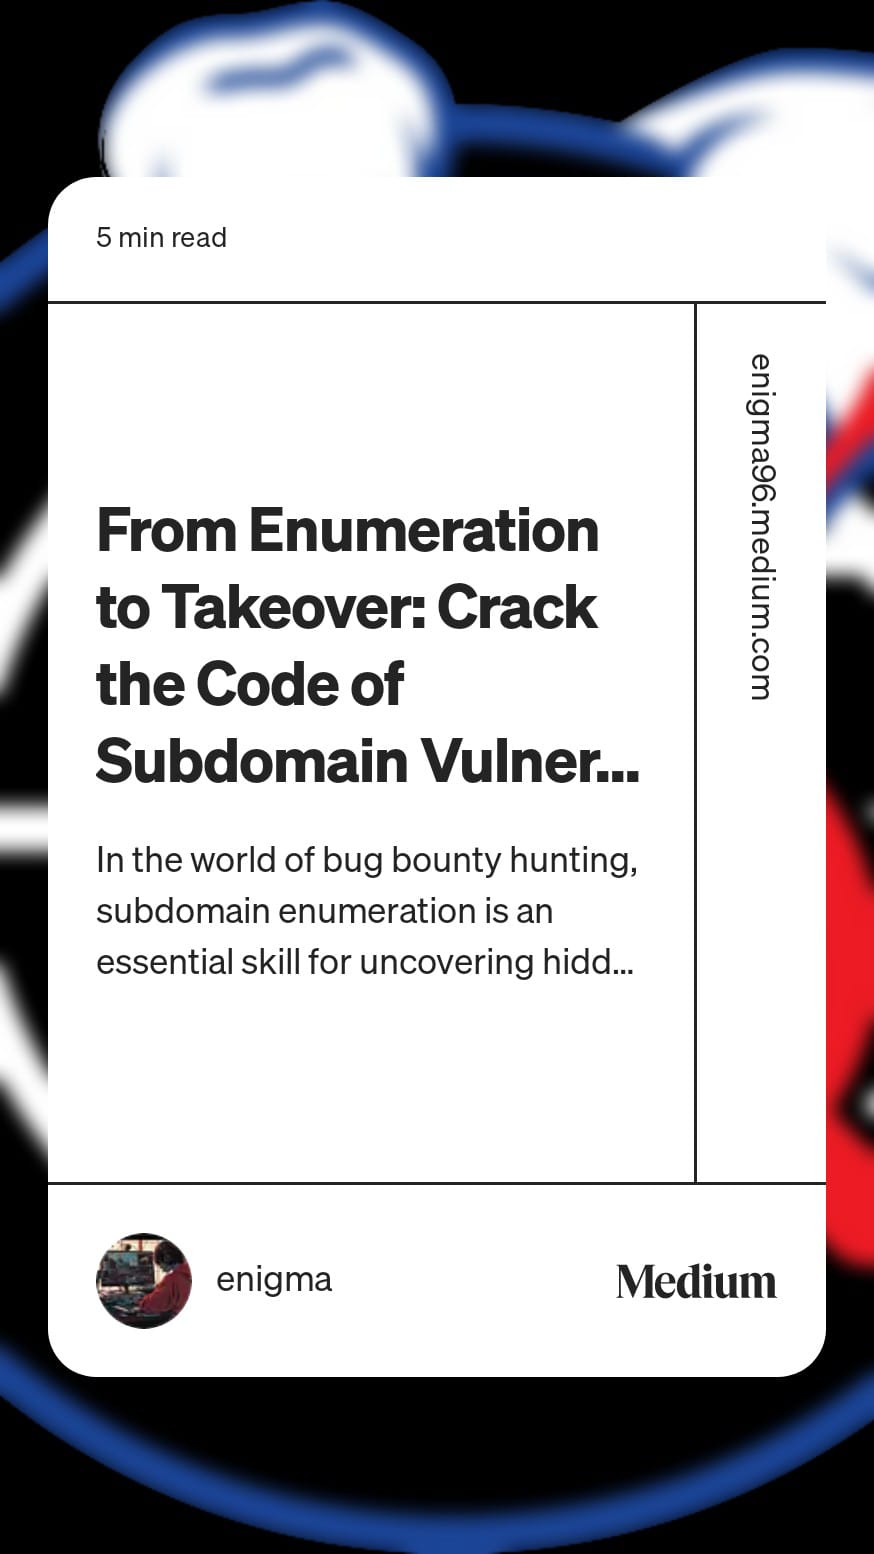 5 min read
From Enumeration
to Takeover: Crack
the Code of
Subdomain Vulner...
In the world of bug bounty hunting,
subdomain enumeration is an
essential skill for uncovering hidd...
enigma96.medium.com
enigma
Medium